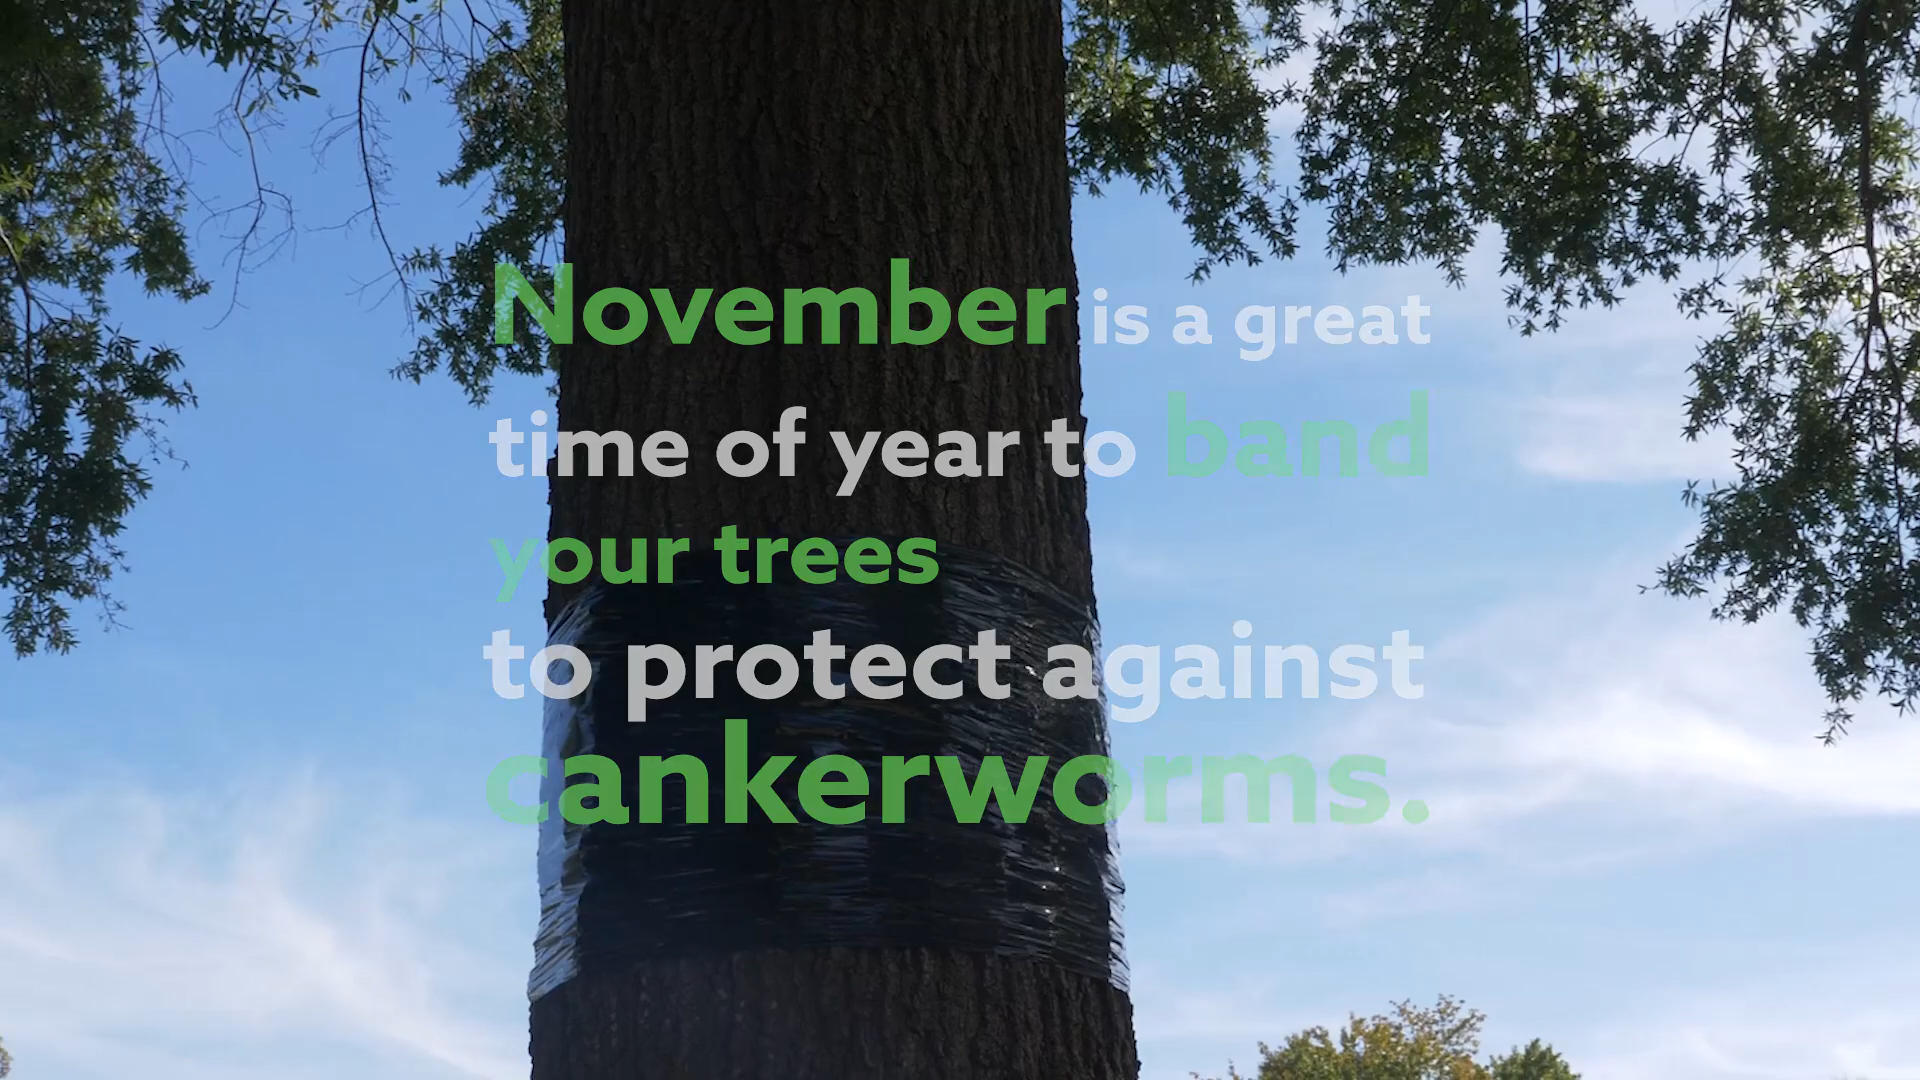 November is a great
time of year to band
your trees
to protect against
cankerworms.